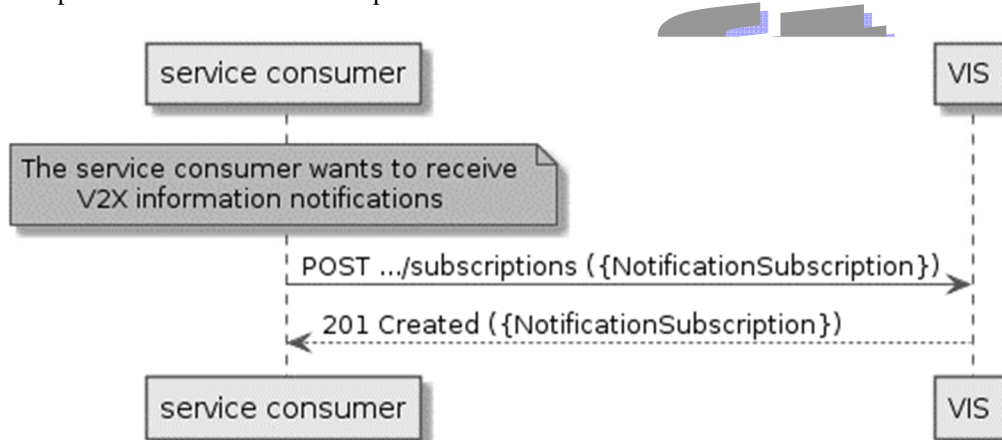 service consumer
VIS
The service consumer wants to receive
V2X information notifications
POST .../subscriptions ({NotificationSubscription})
201 Created ({NotificationSubscription})
service consumer
VIS